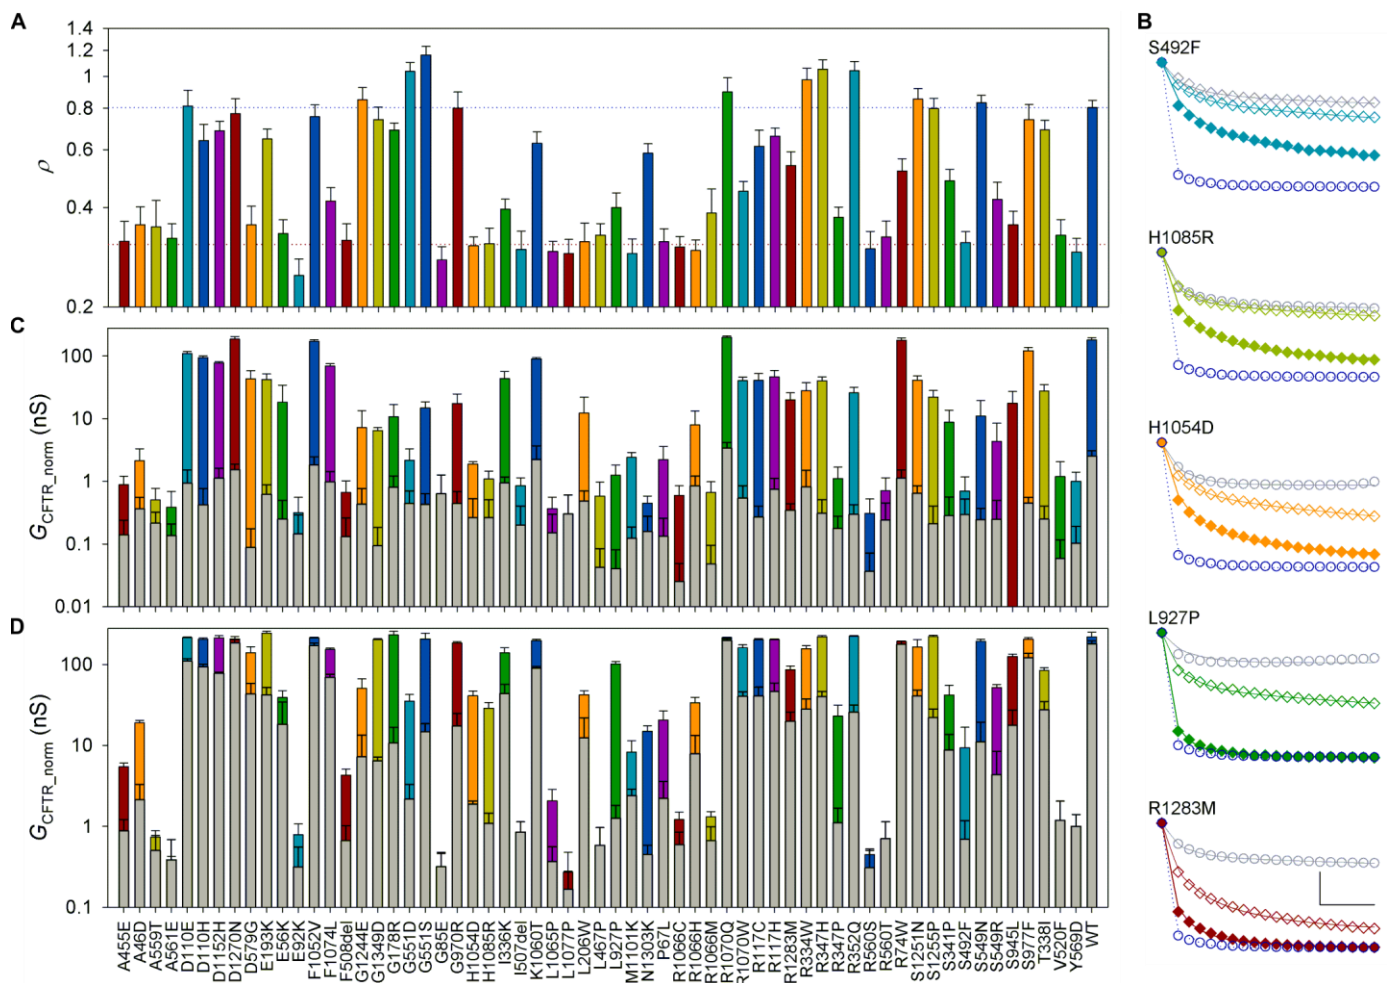 A
1.4
1.2
1
0.8
0.6
0.4
0.2
ρ
C
100
10
1
0.1
0.01
G CFTR_norm (nS)
D
100
10
1
0.1
G CFTR_norm (nS)
A455E
A46D
A559T
A561E
D110E
D110H
D1152H
D1270N
D579G
E193K
E56K
E92K
F1052V
F1074L
F508del
G1244E
G1349D
G178R
G551D
G551S
G85E
G970R
H1054D
H1085R
I336K
I507del
K1060T
L1065P
L1077P
L206W
L467P
L927P
M1101K
N1303K
P67L
R1066C
R1066H
R1066M
R1070Q
R1070W
R117C
R117H
R1283M
R334W
R347H
R347P
R352Q
R560S
R560T
R74W
S1251N
S1255P
S341P
S492F
S549N
S549R
S945L
S977F
T338I
V520F
Y569D
WT
B
S492F
H1085R
H1054D
L927P
R1283M